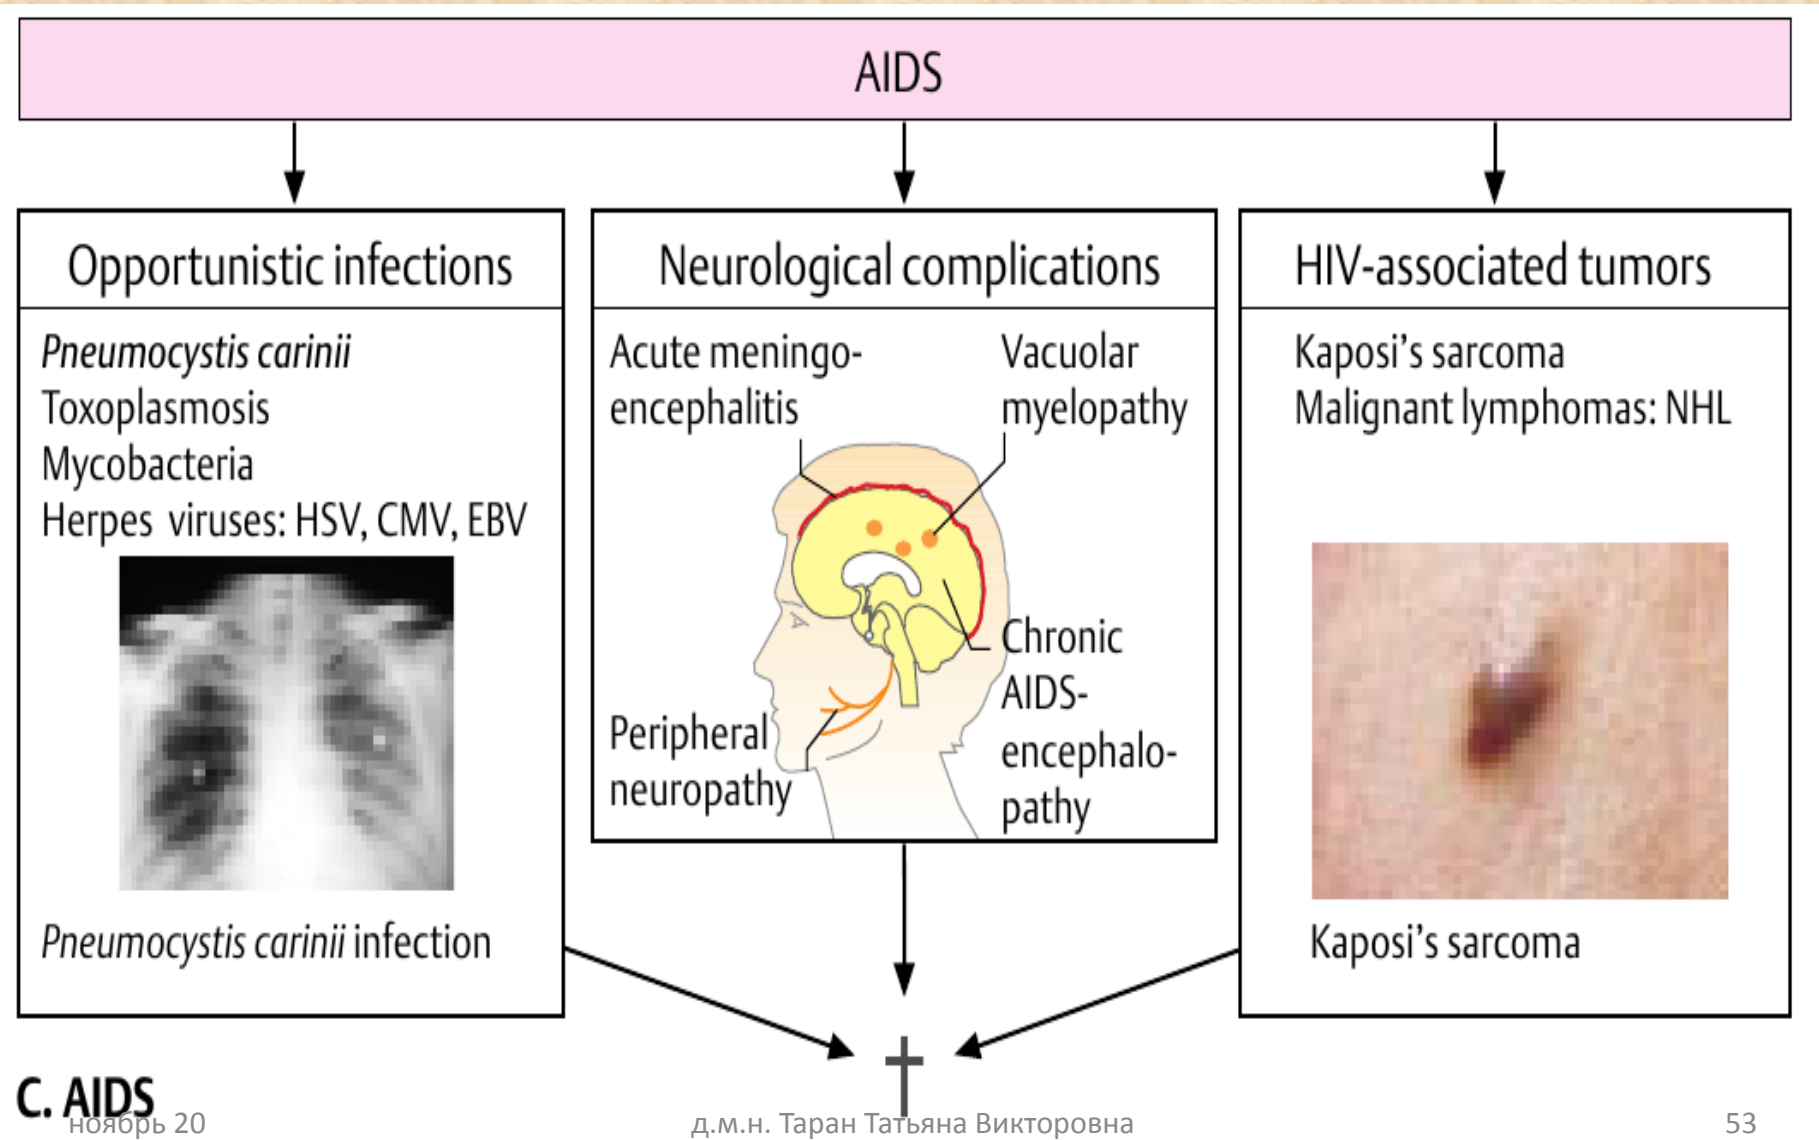 AIDS
Opportunistic infections
Pneumocystis carinii
Toxoplasmosis
Mycobacteria
Herpes viruses: HSV, CMV, EBV
Pneumocystis carinii infection
Neurological complications
Acute meningo-
encephalitis
Vacuolar
myelopathy
Peripheral
neuropathy
Chronic
AIDS-
encephalo-
pathy
HIV-associated tumors
Kaposi’s sarcoma
Malignant lymphomas: NHL
Kaposi’s sarcoma
C. AIDS
ноябрь 20
д.м.н. Таран Татьяна Викторовна
53